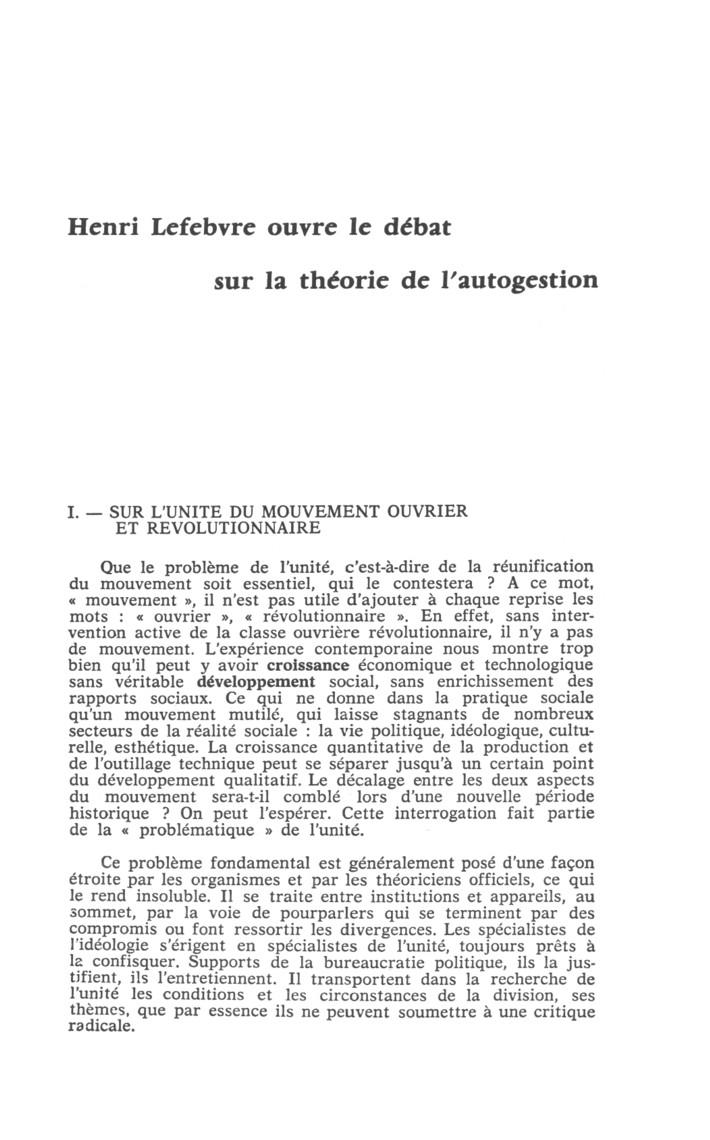 Henri Lefebvre ouvre le débat
sur la théorie de l'autogestion
I. — SUR L'UNITE DU MOUVEMENT OUVRIER
ET REVOLUTIONNAIRE
Que le problème de l'unité, c'est-à-dire de la réunification
du mouvement soit essentiel, qui le contestera ? A ce mot,
« mouvement », il n'est pas utile d'ajouter à chaque reprise les
mots : « ouvrier », « révolutionnaire ». En effet, sans inter-
vention active de la classe ouvrière révolutionnaire, il n'y a pas
de mouvement. L'expérience contemporaine nous montre trop
bien qu'il peut y avoir croissance économique et technologique
sans véritable développement social, sans enrichissement des
rapports sociaux. Ce qui ne donne dans la pratique sociale
qu'un mouvement mutilé, qui laisse stagnants de nombreux
secteurs de la réalité sociale : la vie politique, idéologique, cultu-
relle, esthétique. La croissance quantitative de la production et
de l'outillage technique peut se séparer jusqu'à un certain point
du développement qualitatif. Le décalage entre les deux aspects
du mouvement sera-t-il comblé lors d'une nouvelle période
historique ? On peut l'espérer. Cette interrogation fait partie
de la « problématique » de l'unité.
Ce problème fondamental est généralement posé d'une façon
étroite par les organismes et par les théoriciens officiels, ce qui
le rend insoluble. Il se traite entre institutions et appareils, au
sommet, par la voie de pourparlers qui se terminent par des
compromis ou font ressortir les divergences. Les spécialistes de
l'idéologie s'érigent en spécialistes de l'unité, toujours prêts à
la confisquer. Supports de la bureaucratie politique, ils la jus-
tifient, ils l'entretiennent. Il transportent dans la recherche de
l'unité les conditions et les circonstances de la division, ses
thèmes, que par essence ils ne peuvent soumettre à une critique
radicale.